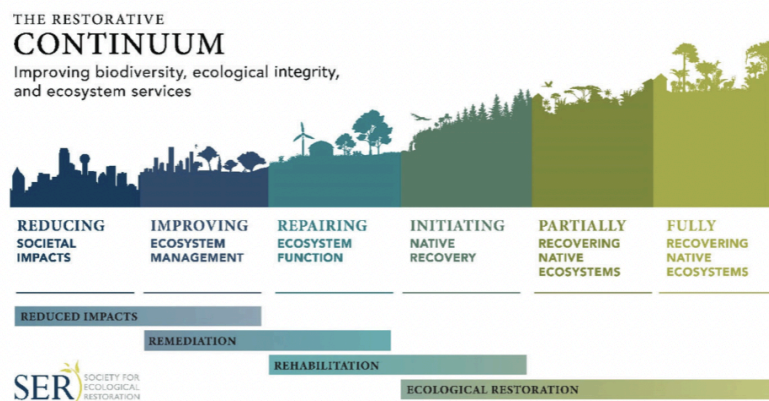 THE RESTORATIVE
CONTINUUM
Improving biodiversity, ecological integrity,
and ecosystem services
REDUCING
SOCIETAL
IMPACTS
IMPROVING
ECOSYSTEM
MANAGEMENT
REPAIRING
ECOSYSTEM
FUNCTION
INITIATING
NATIVE
RECOVERY
PARTIALLY
RECOVERING
NATIVE
ECOSYSTEMS
FULLY
RECOVERING
NATIVE
ECOSYSTEMS
REDUCED IMPACTS
REMEDIATION
REHABILITATION
ECOLOGICAL RESTORATION
SER
SOCIETY FOR
ECOLOGICAL
RESTORATION